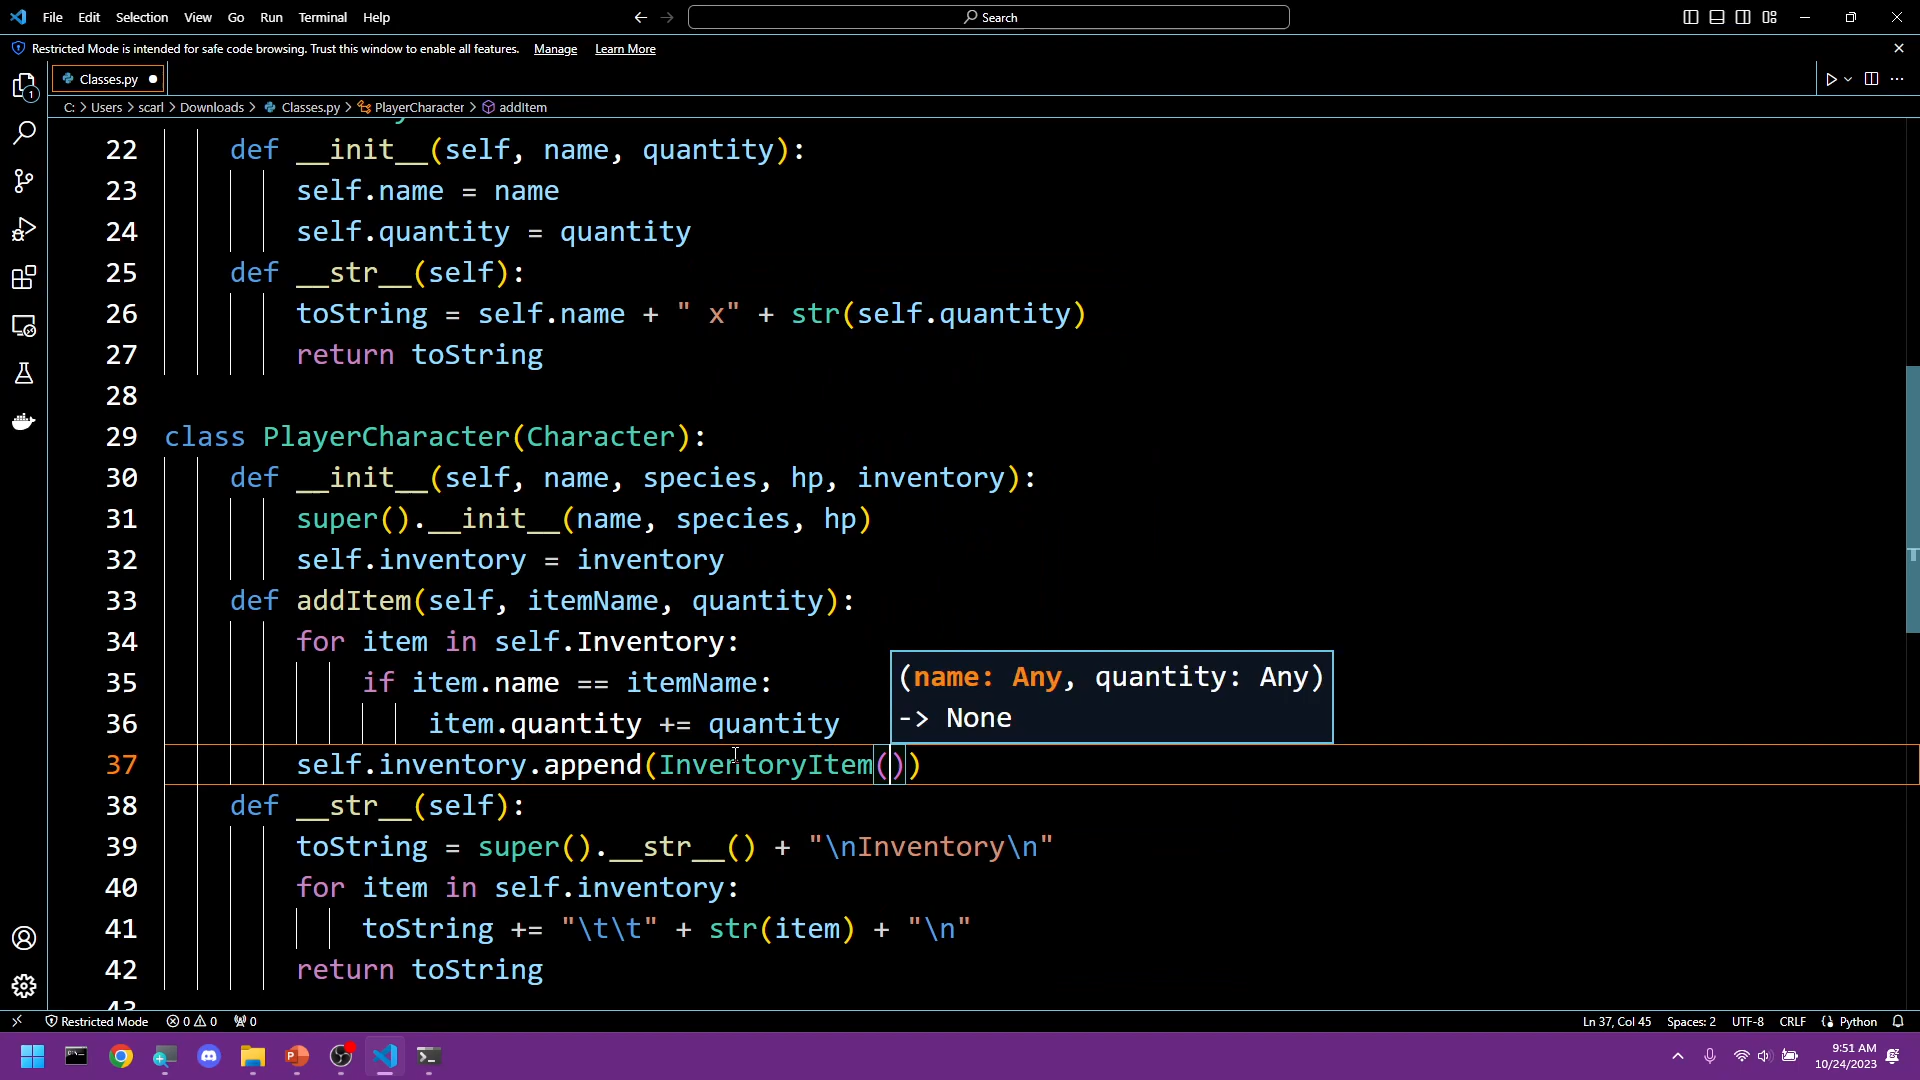 File Edit Selection View Go Run Terminal Help
Search
Restricted Mode is intended for safe code browsing. Trust this window to enable all features. Manage Learn More
Classes.py
C: > Users > scarl > Downloads > Classes.py > PlayerCharacter > addItem
22 def __init__(self, name, quantity):
23 self.name = name
24 self.quantity = quantity
25 def __str__(self):
26 toString = self.name + " x" + str(self.quantity)
27 return toString
28
29 class PlayerCharacter(Character):
30 def __init__(self, name, species, hp, inventory):
31 super().__init__(name, species, hp)
32 self.inventory = inventory
33 def addItem(self, itemName, quantity):
34 for item in self.Inventory:
35 if item.name == itemName:
36 item.quantity += quantity
37 self.inventory.append(InventoryItem())
(name: Any, quantity: Any)
-> None
38 def __str__(self):
39 toString = super().__str__() + "\nInventory\n"
40 for item in self.inventory:
41 toString += "\t\t" + str(item) + "\n"
42 return toString
43
1
Restricted Mode 0 0 0 Ln 37, Col 45 Spaces: 2 UTF-8 CRLF Python
9:51 AM
10/24/2023